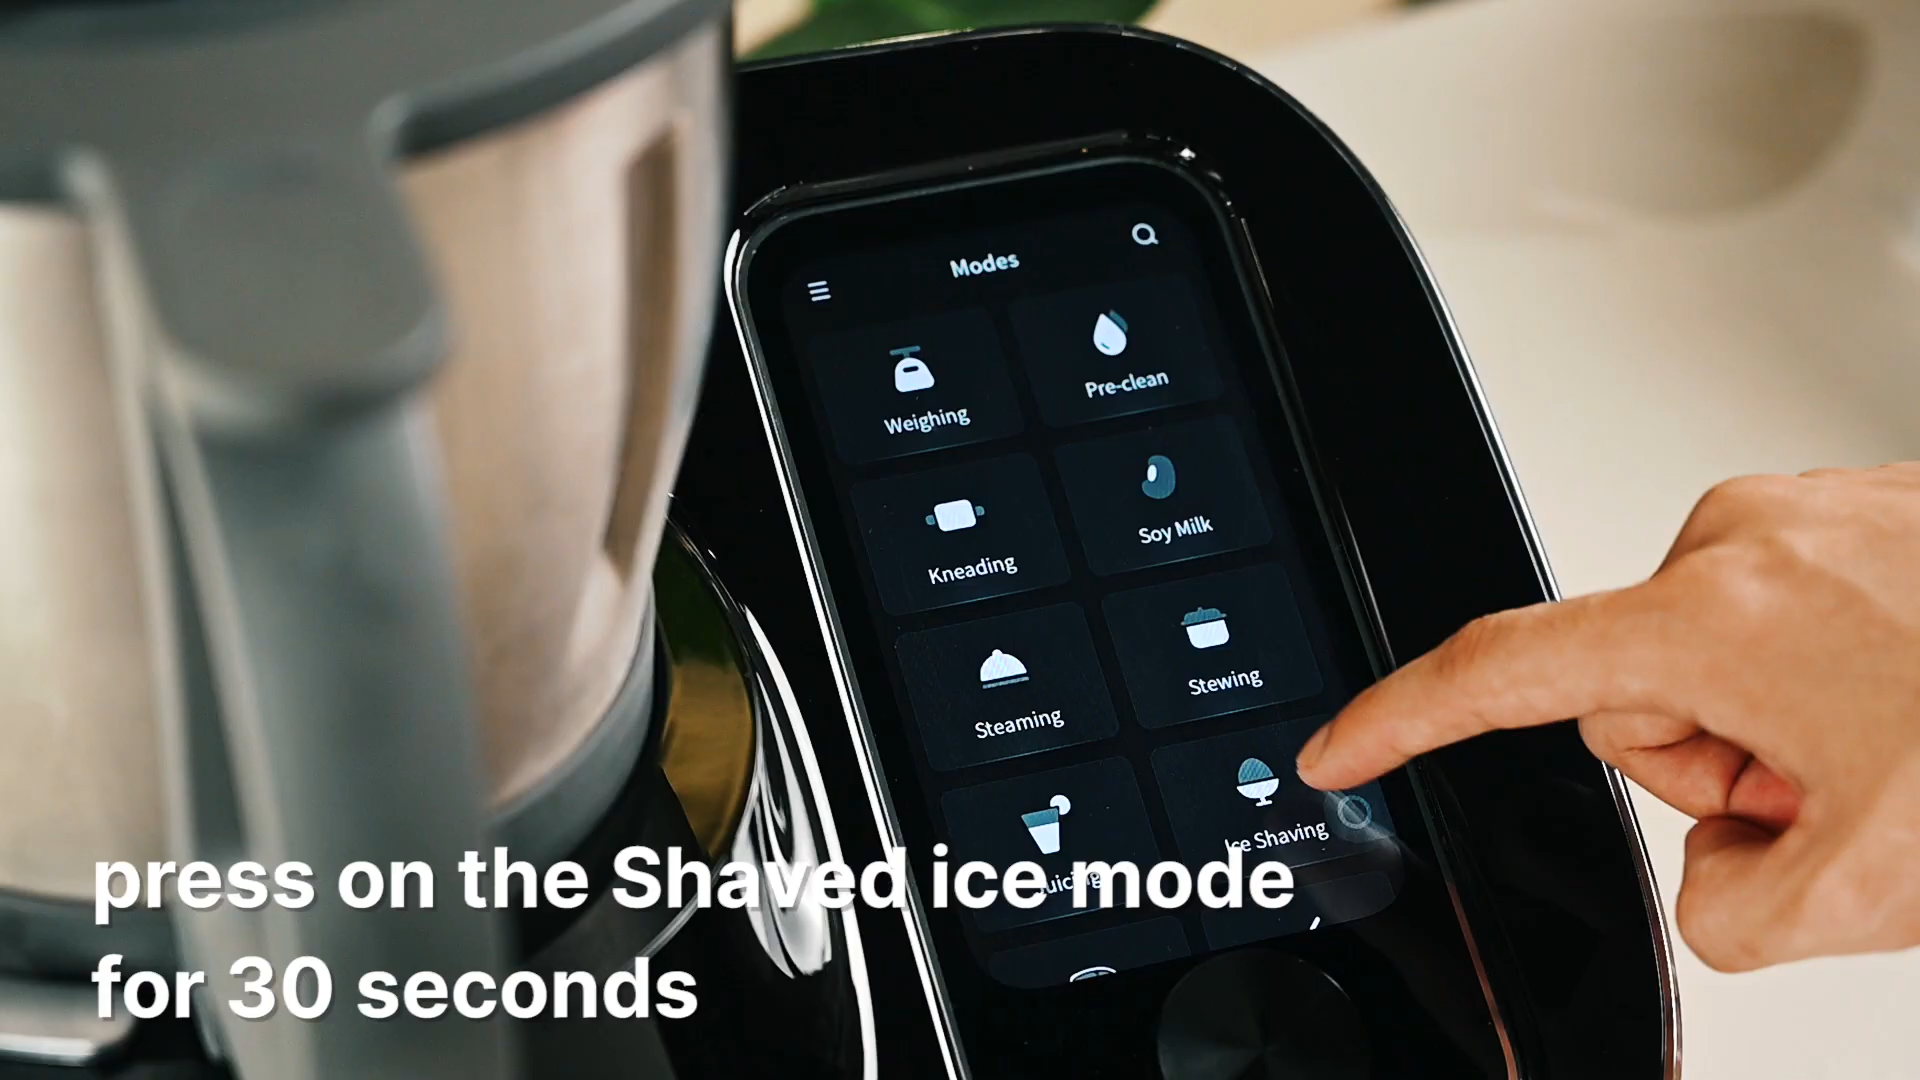 Modes
Weighing
Pre-clean
Kneading
Soy Milk
Steaming
Stewing
Juicing
Ice Shaving
press on the Shaved ice mode
for 30 seconds